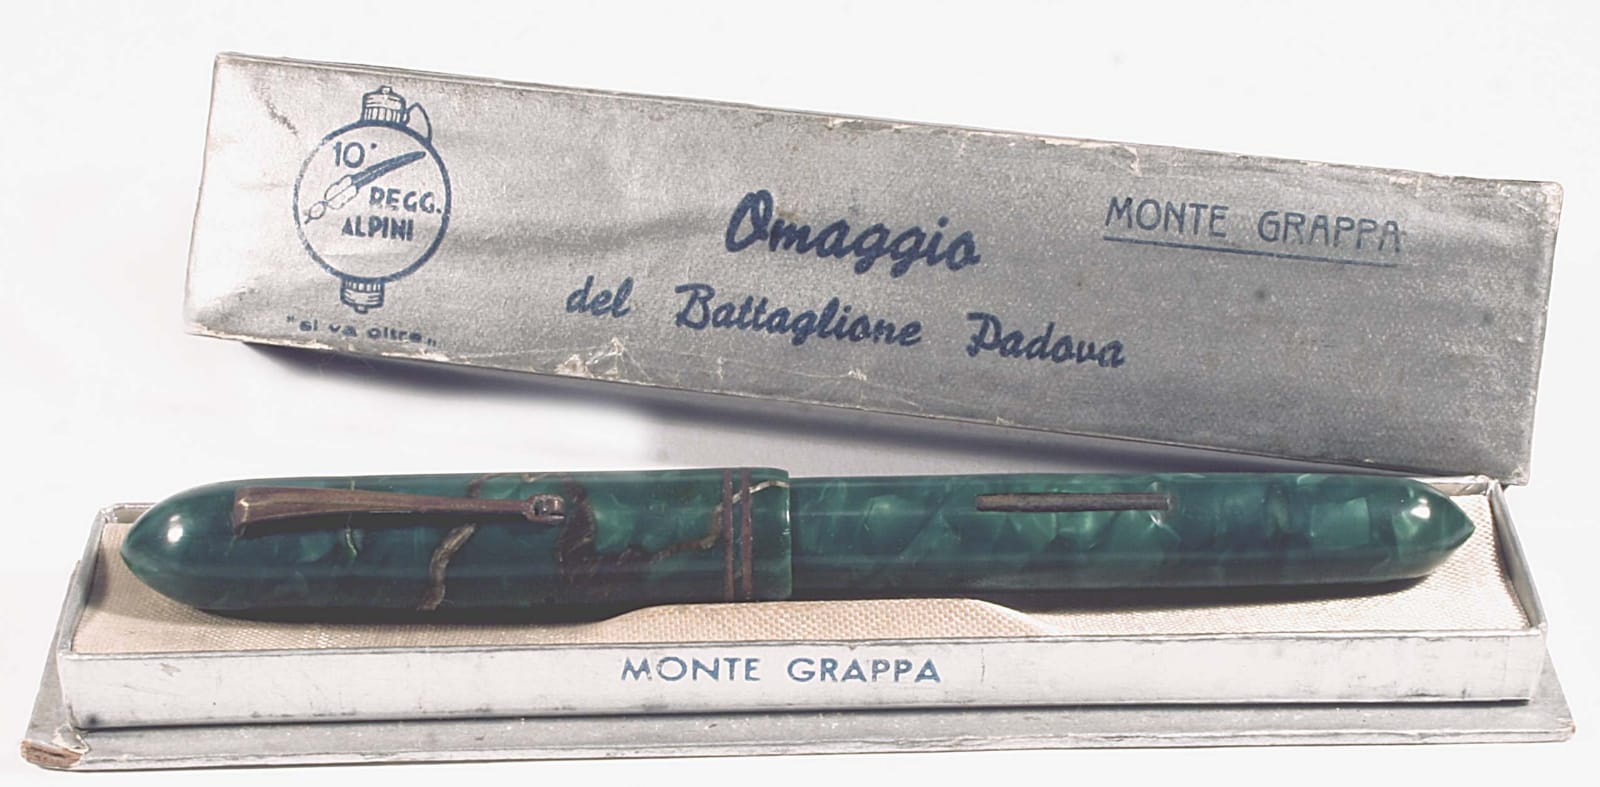 10°
REGG.
ALPINI
"si va oltre„
Omaggio
del Battaglione Padova
MONTE GRAPPA
MONTE GRAPPA